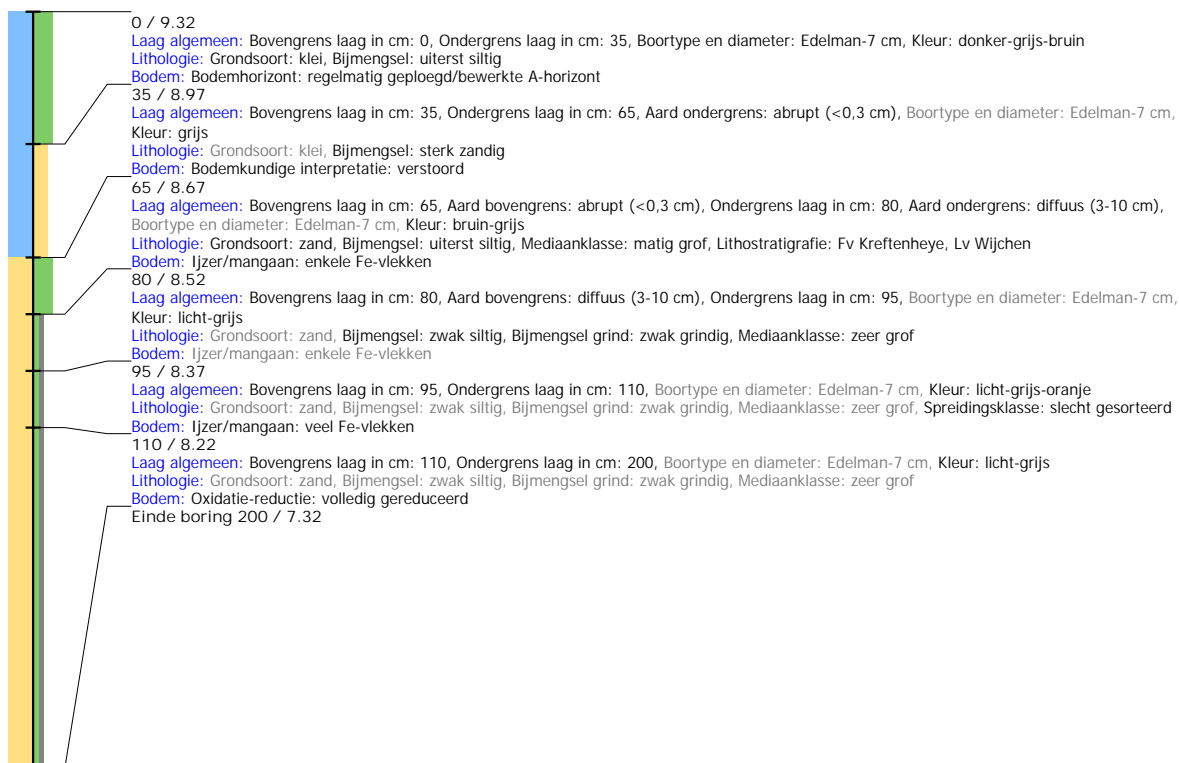 0 / 9.32
Laag algemeen: Bovengrens laag in cm: 0, Ondergrens laag in cm: 35, Boortype en diameter: Edelman-7 cm, Kleur: donker-grijs-bruin
Lithologie: Grondsoort: klei, Bijmengsel: uiterst siltig
Bodem: Bodemhorizont: regelmatig geploegd/bewerkte A-horizont
35 / 8.97
Laag algemeen: Bovengrens laag in cm: 35, Ondergrens laag in cm: 65, Aard ondergrens: abrupt (<0,3 cm), Boortype en diameter: Edelman-7 cm,
Kleur: grijs
Lithologie: Grondsoort: klei, Bijmengsel: sterk zandig
Bodem: Bodemkundige interpretatie: verstoord
65 / 8.67
Laag algemeen: Bovengrens laag in cm: 65, Aard bovengrens: abrupt (<0,3 cm), Ondergrens laag in cm: 80, Aard ondergrens: diffuus (3-10 cm),
Boortype en diameter: Edelman-7 cm, Kleur: bruin-grijs
Lithologie: Grondsoort: zand, Bijmengsel: uiterst siltig, Mediaanklasse: matig grof, Lithostratigrafie: Fv Kreftenheye, Lv Wijchen
Bodem: Ijzer/mangaan: enkele Fe-vlekken
80 / 8.52
Laag algemeen: Bovengrens laag in cm: 80, Aard bovengrens: diffuus (3-10 cm), Ondergrens laag in cm: 95, Boortype en diameter: Edelman-7 cm,
Kleur: licht-grijs
Lithologie: Grondsoort: zand, Bijmengsel: zwak siltig, Bijmengsel grind: zwak grindig, Mediaanklasse: zeer grof
Bodem: Ijzer/mangaan: enkele Fe-vlekken
95 / 8.37
Laag algemeen: Bovengrens laag in cm: 95, Ondergrens laag in cm: 110, Boortype en diameter: Edelman-7 cm, Kleur: licht-grijs-oranje
Lithologie: Grondsoort: zand, Bijmengsel: zwak siltig, Bijmengsel grind: zwak grindig, Mediaanklasse: zeer grof, Spreidingsklasse: slecht gesorteerd
Bodem: Ijzer/mangaan: veel Fe-vlekken
110 / 8.22
Laag algemeen: Bovengrens laag in cm: 110, Ondergrens laag in cm: 200, Boortype en diameter: Edelman-7 cm, Kleur: licht-grijs
Lithologie: Grondsoort: zand, Bijmengsel: zwak siltig, Bijmengsel grind: zwak grindig, Mediaanklasse: zeer grof
Bodem: Oxidatie-reductie: volledig gereduceerd
Einde boring 200 / 7.32